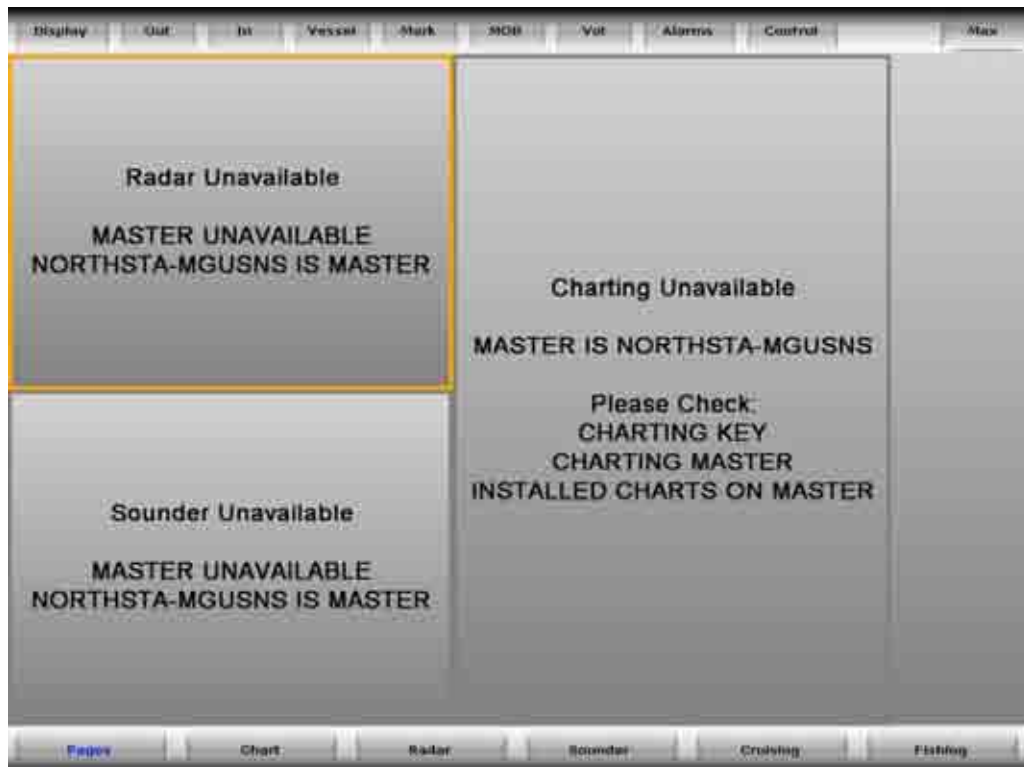 Display Out In Vessel Mark MOB Vot Alarms Control Max
Radar Unavailable
MASTER UNAVAILABLE
NORTHSTA-MGUSNS IS MASTER
Charting Unavailable
MASTER IS NORTHSTA-MGUSNS
Please Check:
CHARTING KEY
CHARTING MASTER
INSTALLED CHARTS ON MASTER
Sounder Unavailable
MASTER UNAVAILABLE
NORTHSTA-MGUSNS IS MASTER
Pages Chart Radar Sounder Cruising Fishing